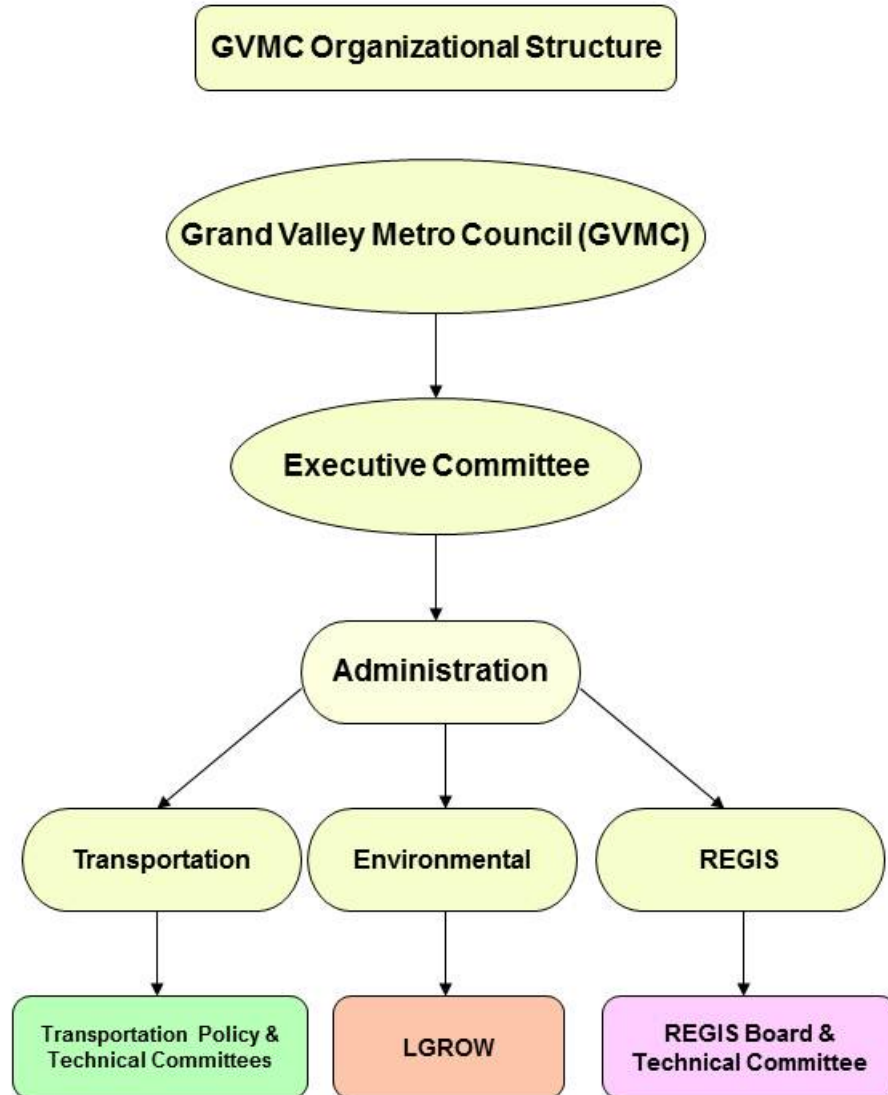 GVMC Organizational Structure
Grand Valley Metro Council (GVMC)
Executive Committee
Administration
Transportation
Environmental
REGIS
Transportation Policy &
Technical Committees
LGROW
REGIS Board &
Technical Committee